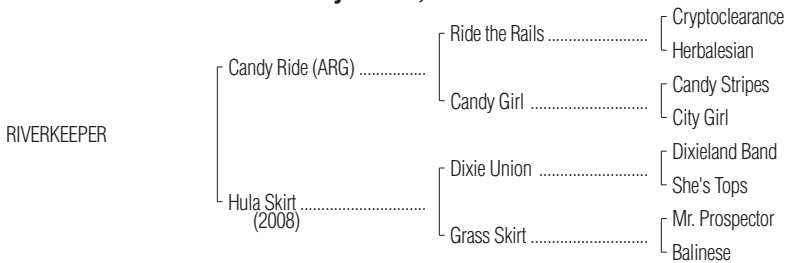 Cryptoclearance
Ride the Rails ......................
Herbalesian
Candy Ride (ARG) ................
Candy Stripes
Candy Girl .........................
City Girl
RIVERKEEPER
Dixieland Band
Dixie Union ........................
She's Tops
Hula Skirt ..............................
(2008)
Mr. Prospector
Grass Skirt .........................
Balinese